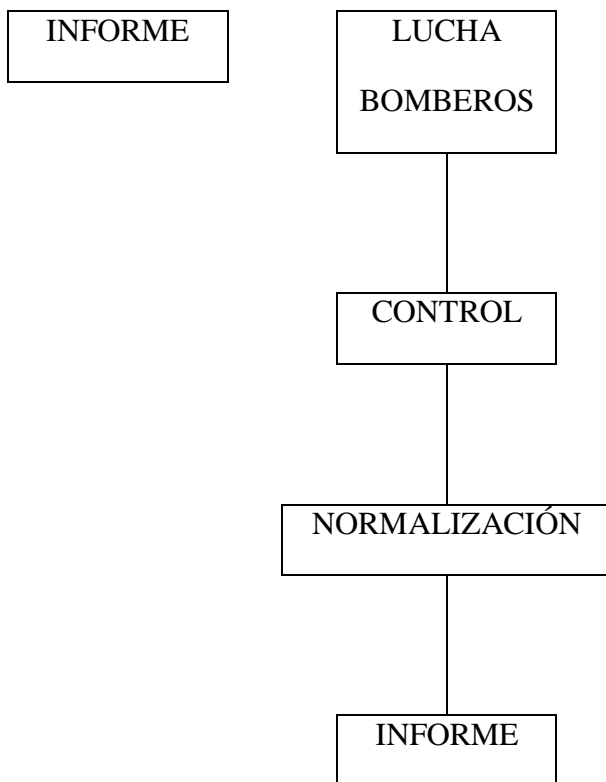 INFORME
LUCHA
BOMBEROS
CONTROL
NORMALIZACIÓN
INFORME